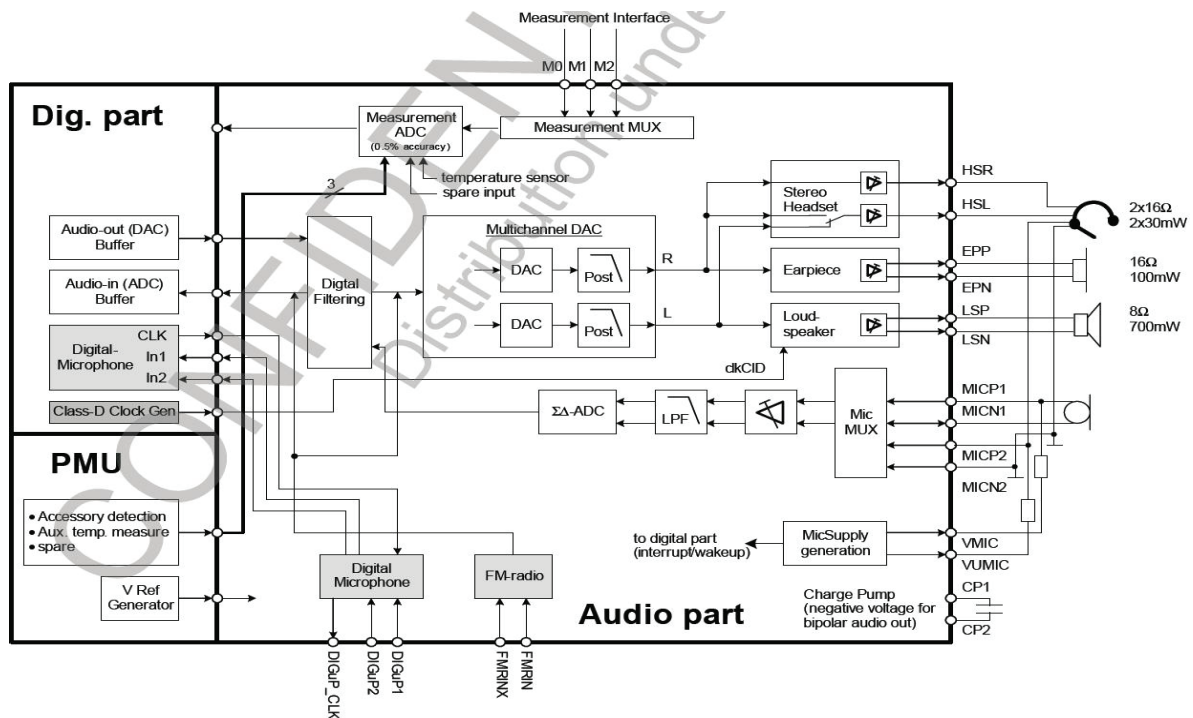 CONFIDEN
Distribution unde
Measurement Interface
M0 M1 M2
Dig. part
Measurement
ADC
(0.5% accuracy)
Measurement MUX
3
temperature sensor
spare input
Audio-out (DAC)
Buffer
Audio-in (ADC)
Buffer
CLK
Digital-
Microphone
In1
In2
Class-D Clock Gen
Digtal
Filtering
Multichannel DAC
DAC
Post
R
DAC
Post
L
Stereo
Headset
Earpiece
Loud-
speaker
clkCID
HSR
HSL
2x16Ω
2x30mW
EPP
EPN
16Ω
100mW
LSP
LSN
8Ω
700mW
ΣΔ-ADC
LPF
Mic
MUX
MICP1
MICN1
MICP2
MICN2
PMU
• Accessory detection
• Aux. temp. measure
• spare
V Ref
Generator
Digital
Microphone
FM-radio
to digital part
(interrupt/wakeup)
MicSupply
generation
VMIC
VUMIC
Audio part
Charge Pump
(negative voltage for
bipolar audio out)
CP1
CP2
DIGuP_CLK
DIGuP2
DIGuP1
FMRINX
FMRIN